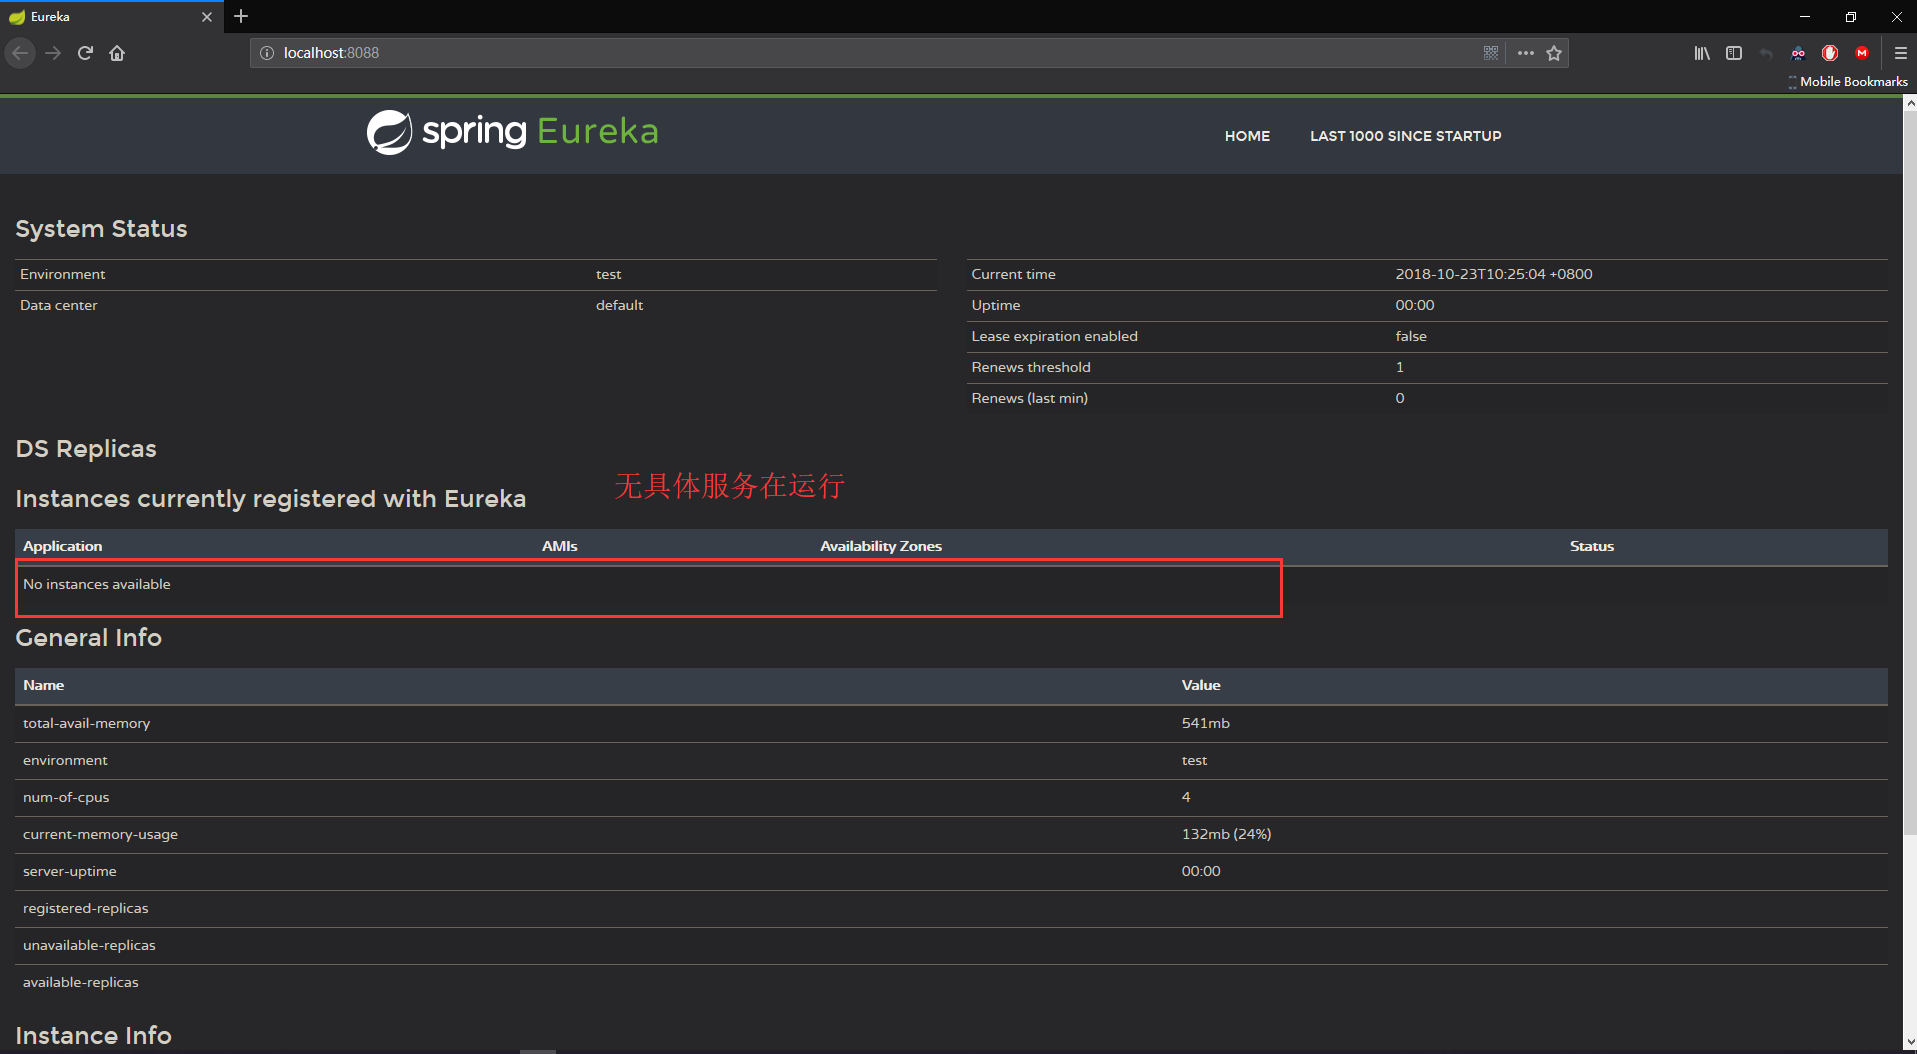 Eureka
localhost:8088
Mobile Bookmarks
spring Eureka
HOME
LAST 1000 SINCE STARTUP
System Status
Environment test
Data center default
Current time 2018-10-23T10:25:04 +0800
Uptime 00:00
Lease expiration enabled false
Renews threshold 1
Renews (last min) 0
DS Replicas
无具体服务在运行
Instances currently registered with Eureka
Application AMIs Availability Zones Status
No instances available
General Info
Name Value
total-avail-memory 541mb
environment test
num-of-cpus 4
current-memory-usage 132mb (24%)
server-uptime 00:00
registered-replicas
unavailable-replicas
available-replicas
Instance Info